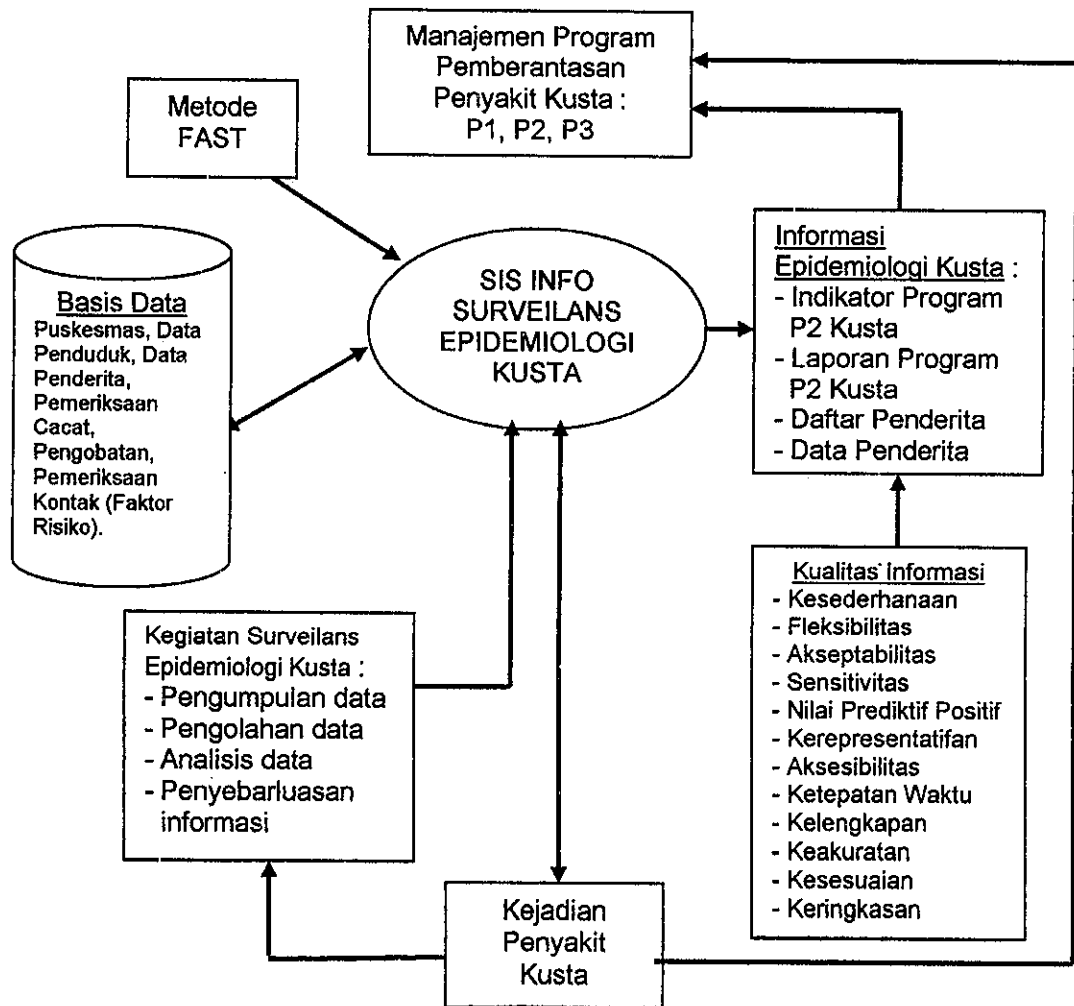 Manajemen Program
Pemberantasan
Penyakit Kusta :
P1, P2, P3
Metode
FAST
Basis Data
Puskesmas, Data
Penduduk, Data
Penderita,
Pemeriksaan
Cacat,
Pengobatan,
Pemeriksaan
Kontak (Faktor
Risiko).
SIS INFO
SURVEILANS
EPIDEMIOLOGI
KUSTA
Informasi
Epidemiologi Kusta :
- Indikator Program
P2 Kusta
- Laporan Program
P2 Kusta
- Daftar Penderita
- Data Penderita
Kegiatan Surveilans
Epidemiologi Kusta :
- Pengumpulan data
- Pengolahan data
- Analisis data
- Penyebarluasan
informasi
Kualitas Informasi
- Kesederhanaan
- Fleksibilitas
- Akseptabilitas
- Sensitivitas
- Nilai Prediktif Positif
- Kerepresentatifan
- Aksesibilitas
- Ketepatan Waktu
- Kelengkapan
- Keakuratan
- Kesesuaian
- Keringkasan
Kejadian
Penyakit
Kusta